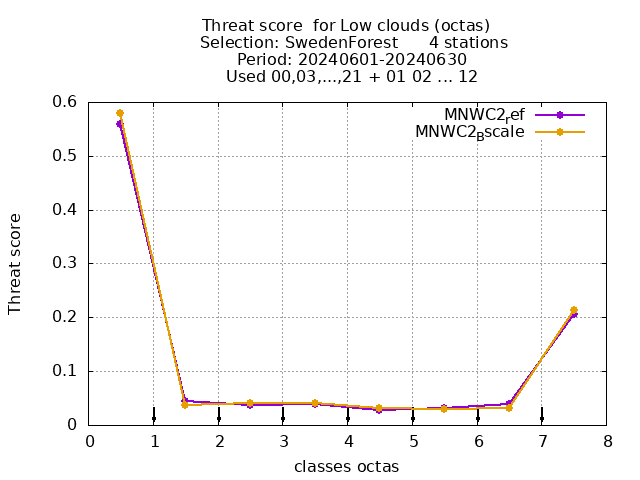 Threat score  for Low clouds (octas)
Selection: SwedenForest      4 stations
Period: 20240601-20240630
Used 00,03,...,21 + 01 02 ... 12
MNWC2ref
MNWC2Bscale
0.6
0.5
0.4
0.3
0.2
0.1
0
Threat score
0 1 2 3 4 5 6 7 8
classes octas